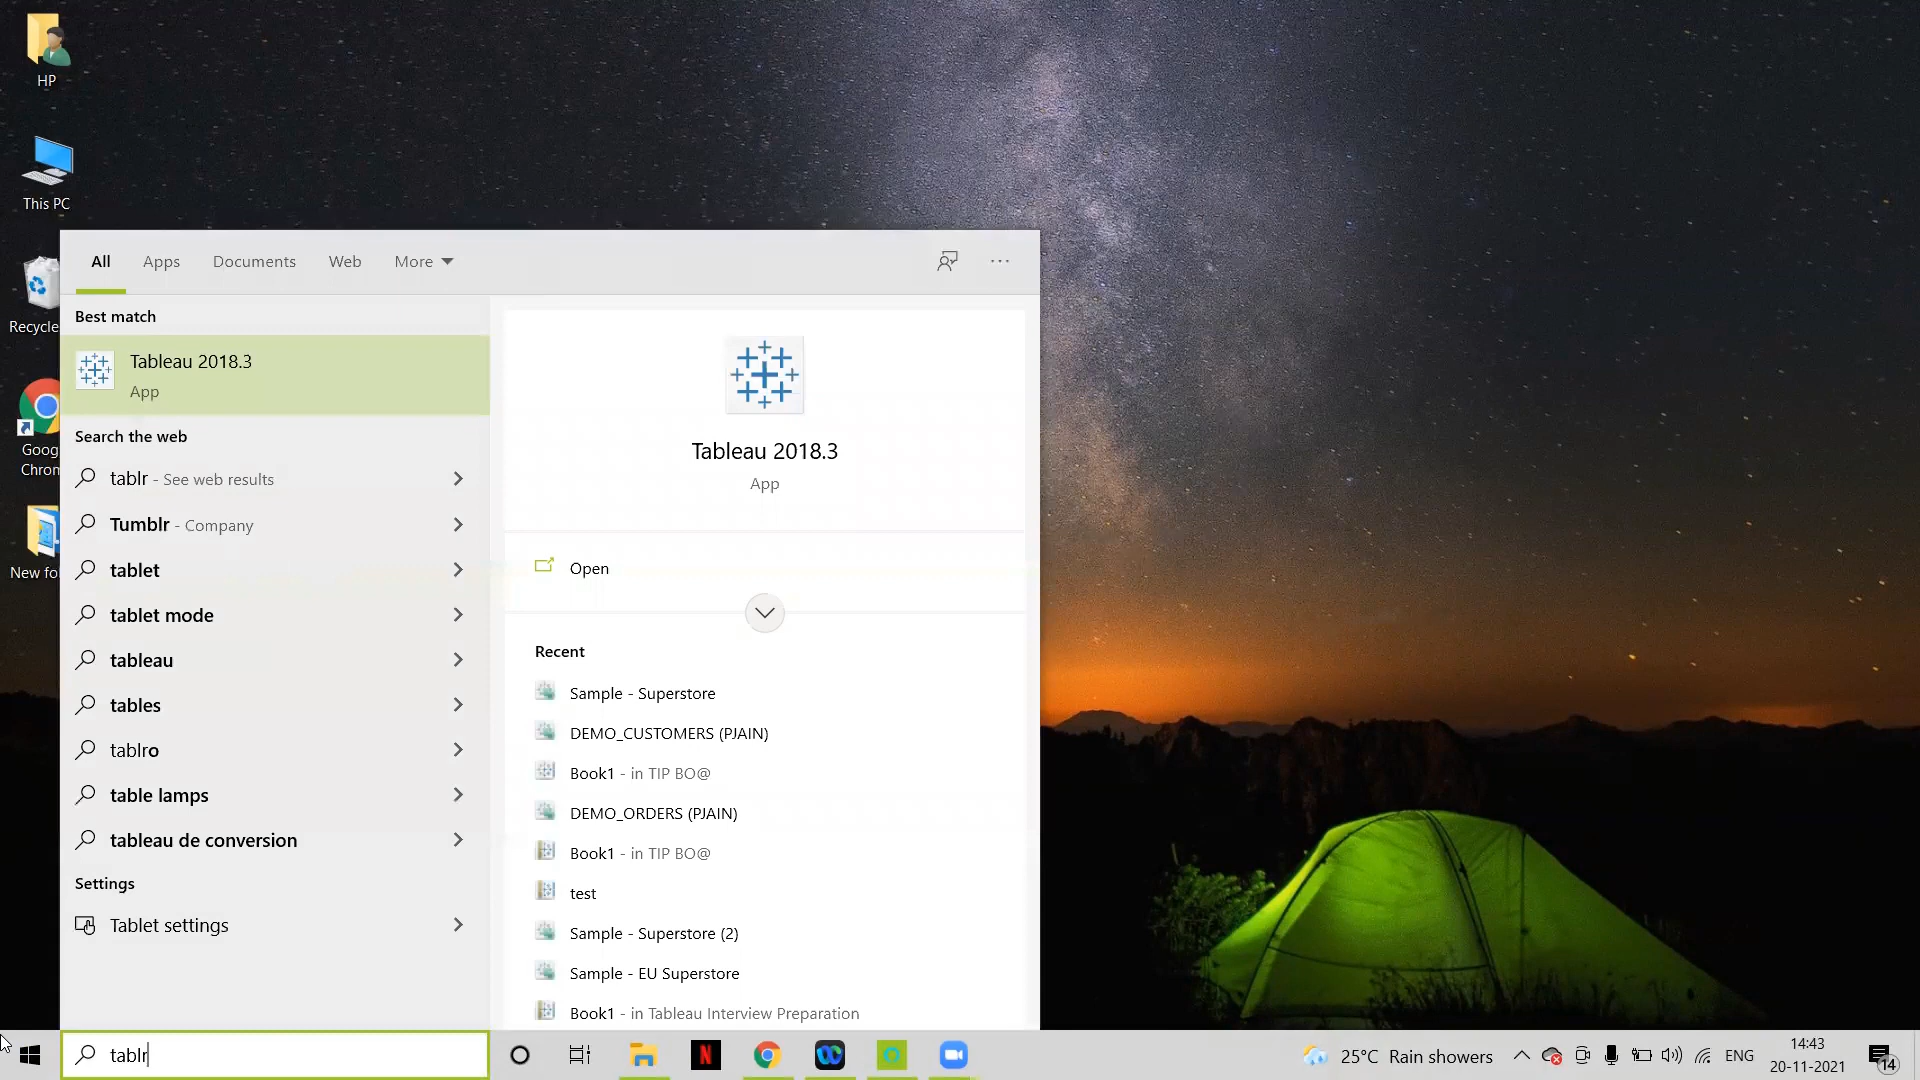 HP
This PC
Recycle
Goog
Chrom
New fol
All
Apps
Documents
Web
More
Best match
Tableau 2018.3
App
Search the web
tablr - See web results
Tumblr - Company
tablet
tablet mode
tableau
tables
tablro
table lamps
tableau de conversion
Settings
Tablet settings
Tableau 2018.3
App
Open
Recent
Sample - Superstore
DEMO_CUSTOMERS (PJAIN)
Book1 - in TIP BO@
DEMO_ORDERS (PJAIN)
Book1 - in TIP BO@
test
Sample - Superstore (2)
Sample - EU Superstore
Book1 - in Tableau Interview Preparation
tablr
N
25°C Rain showers
ENG
14:43
20-11-2021
14